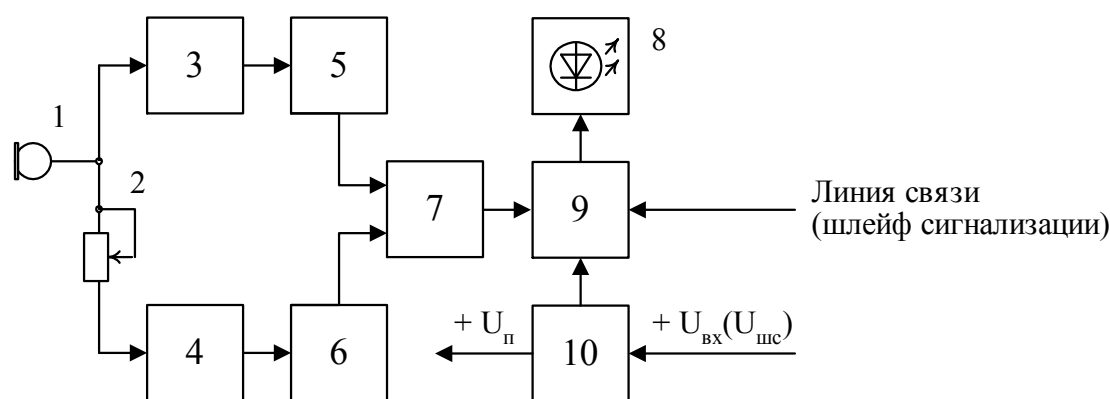 8
3
5
1
2
7
9
Линия связи
(шлейф сигнализации)
4
6
+ Uп
10
+ Uвх(Uшс)